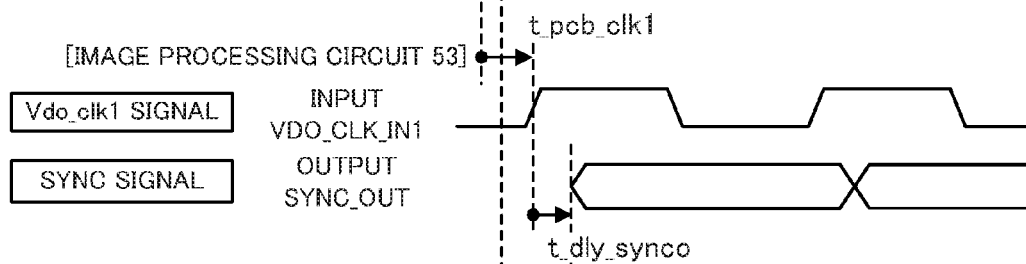 t_pcb_clk1
[IMAGE PROCESSING CIRCUIT 53]
Vdo_clk1 SIGNAL
INPUT
VDO_CLK_IN1
SYNC SIGNAL
OUTPUT
SYNC_OUT
t_dly_synco